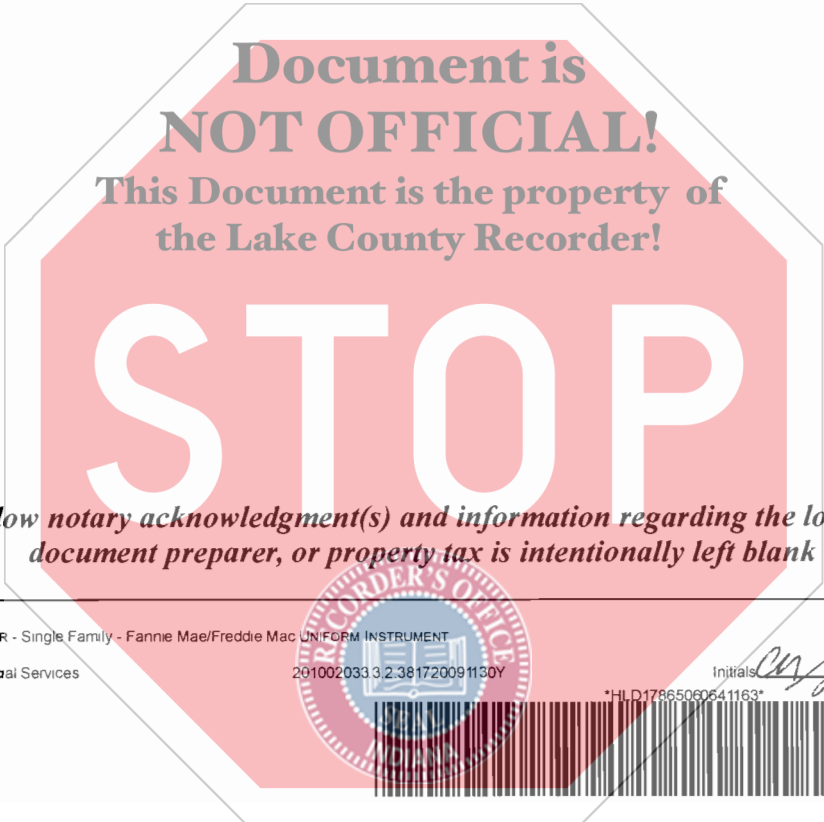 Document is
NOT OFFICIAL!
This Document is the property of
the Lake County Recorder!
STOP
low notary acknowledgment(s) and information regarding the lo
document preparer, or property tax is intentionally left blank
R - Single Family - Fannie Mae/Freddie Mac UNIFORM INSTRUMENT
al Services 201002033.3.2.381720091130Y Initials
*HLD17865060641163*
RECORDER'S OFFICE
SEAL
INDIANA